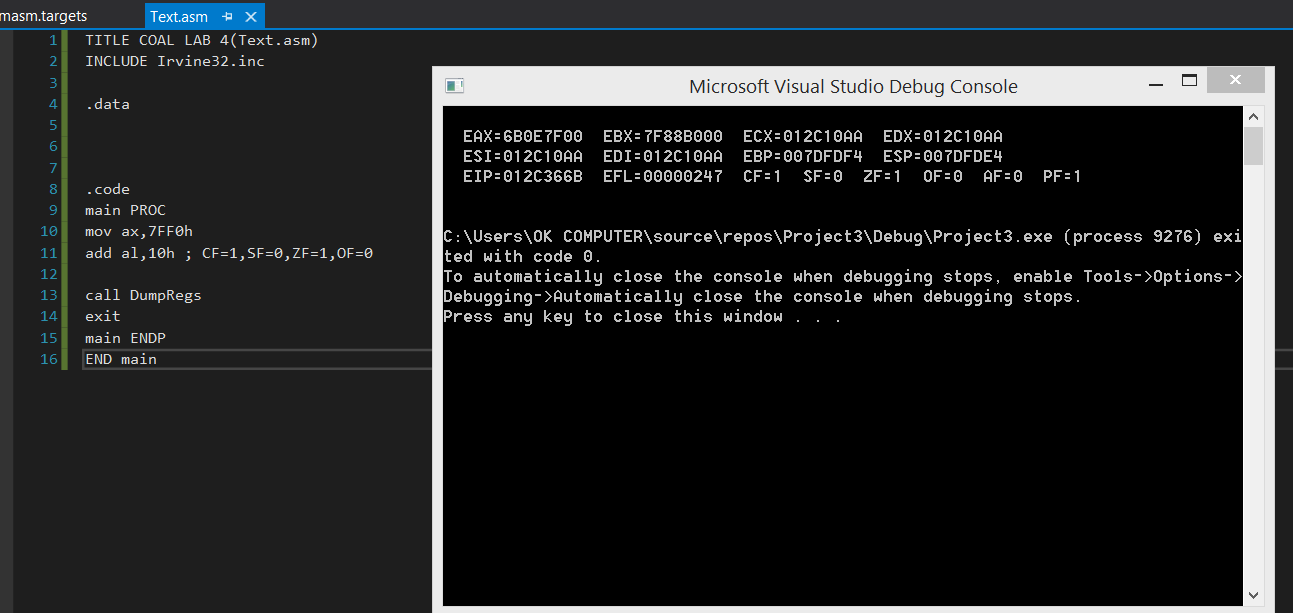 masm.targets
Text.asm
1 TITLE COAL LAB 4(Text.asm)
2 INCLUDE Irvine32.inc
3
4 .data
5
6
7
8 .code
9 main PROC
10 mov ax,7FF0h
11 add al,10h ; CF=1,SF=0,ZF=1,OF=0
12
13 call DumpRegs
14 exit
15 main ENDP
16 END main
Microsoft Visual Studio Debug Console
EAX=6B0E7F00 EBX=7F88B000 ECX=012C10AA EDX=012C10AA
ESI=012C10AA EDI=012C10AA EBP=007DFDF4 ESP=007DFDE4
EIP=012C366B EFL=00000247 CF=1 SF=0 ZF=1 OF=0 AF=0 PF=1
C:\Users\OK COMPUTER\source\repos\Project3\Debug\Project3.exe (process 9276) exi
ted with code 0.
To automatically close the console when debugging stops, enable Tools->Options->
Debugging->Automatically close the console when debugging stops.
Press any key to close this window . . .